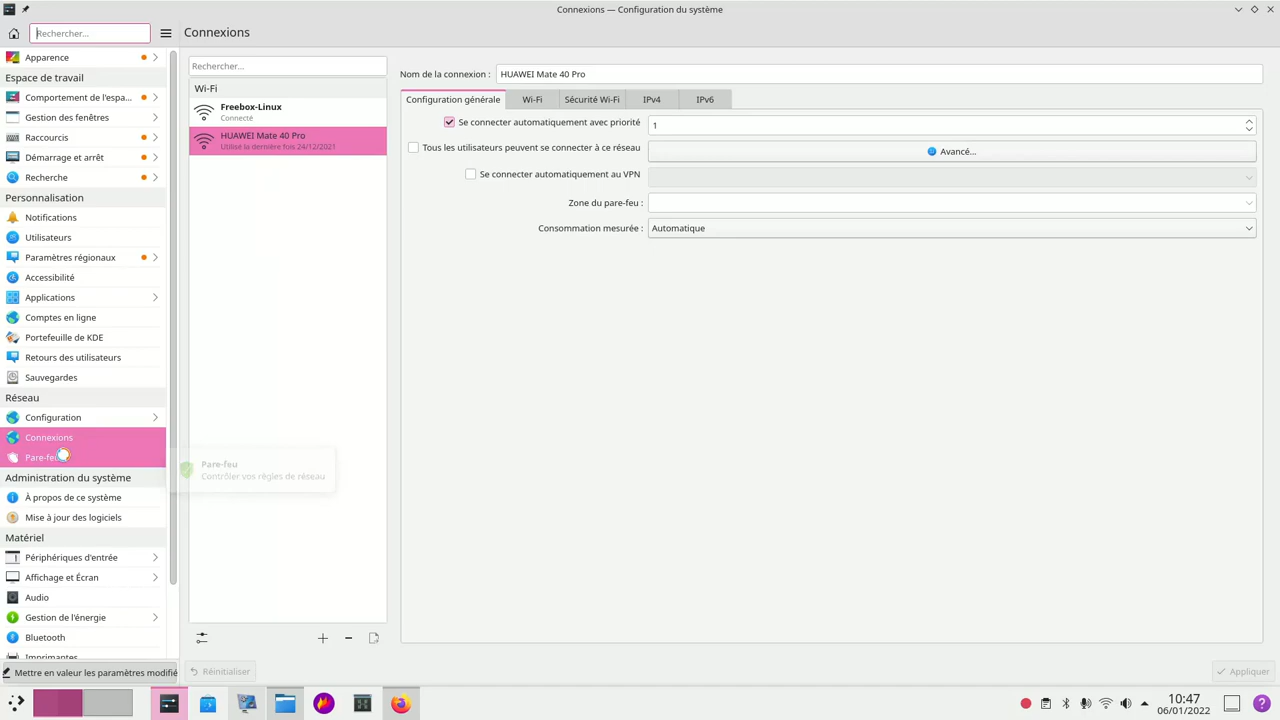 Connexions — Configuration du système
Rechercher...
Connexions
Apparence
Espace de travail
Comportement de l'espa...
Gestion des fenêtres
Raccourcis
Démarrage et arrêt
Recherche
Personnalisation
Notifications
Utilisateurs
Paramètres régionaux
Accessibilité
Applications
Comptes en ligne
Portefeuille de KDE
Retours des utilisateurs
Sauvegardes
Réseau
Configuration
Connexions
Pare-feu
Administration du système
À propos de ce système
Mise à jour des logiciels
Matériel
Périphériques d'entrée
Affichage et Écran
Audio
Gestion de l'énergie
Bluetooth
Imprimantes
Mettre en valeur les paramètres modifié
Rechercher...
Wi-Fi
Freebox-Linux
Connecté
HUAWEI Mate 40 Pro
Utilisé la dernière fois 24/12/2021
Pare-feu
Contrôler vos règles de réseau
Nom de la connexion : HUAWEI Mate 40 Pro
Configuration générale Wi-Fi Sécurité Wi-Fi IPv4 IPv6
Se connecter automatiquement avec priorité 1
Tous les utilisateurs peuvent se connecter à ce réseau Avancé...
Se connecter automatiquement au VPN
Zone du pare-feu :
Consommation mesurée : Automatique
Réinitialiser
Appliquer
10:47
06/01/2022